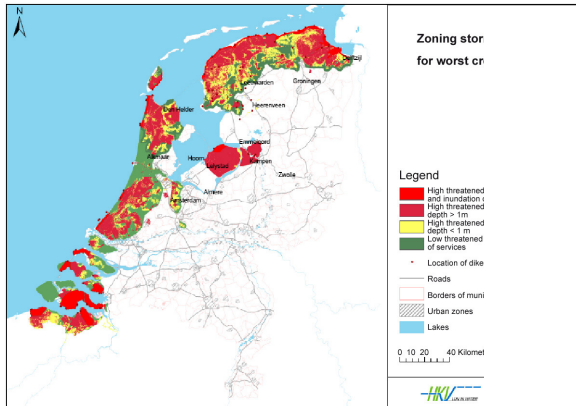 N
Zoning stor
for worst cr
Delfzijl
Groningen
Leeuwarden
Heerenveen
Den Helder
Emmeloord
Alkmaar
Hoorn
Lelystad
Kampen
Zwolle
Almere
Amsterdam
Legend
High threatened
and inundation
High threatened
depth > 1m
High threatened
depth < 1 m
Low threatened
of services
Location of dike
Roads
Borders of muni
Urban zones
Lakes
0 10 20 40 Kilomet
HKV